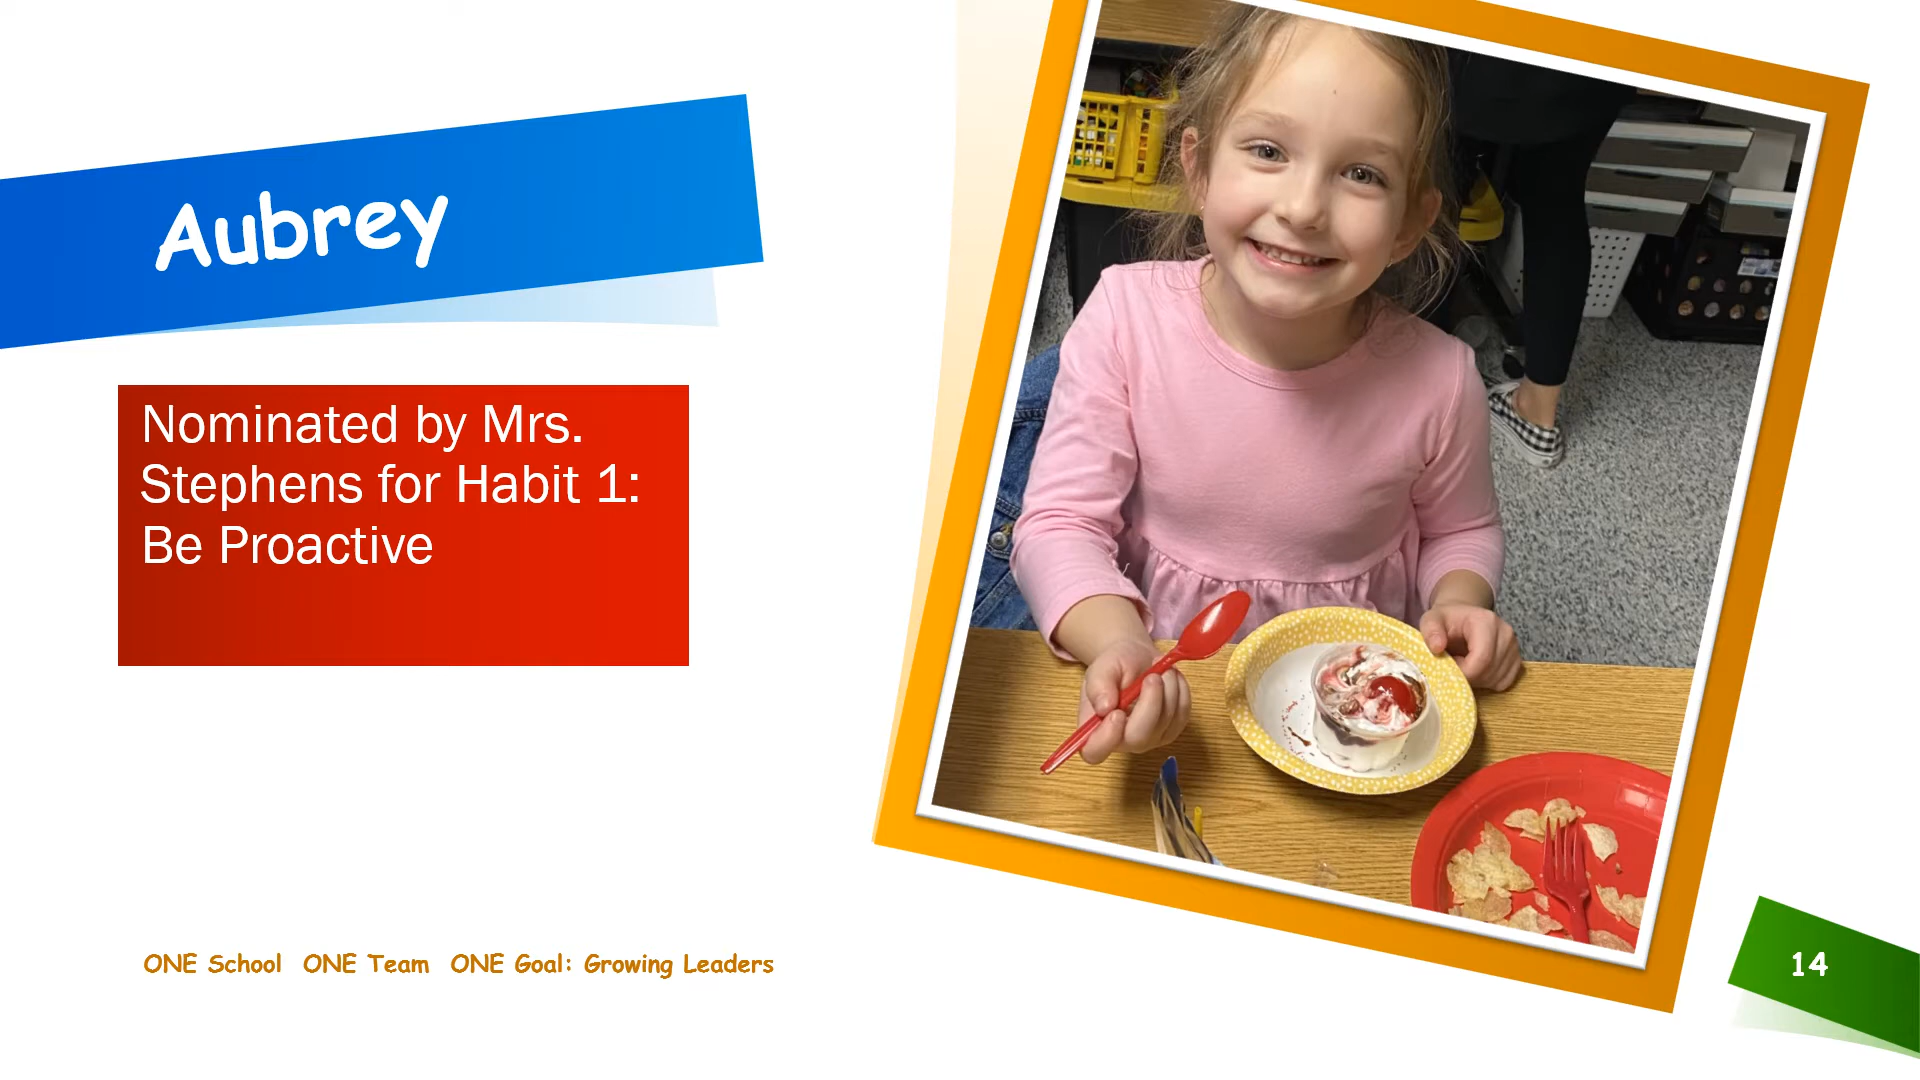 Aubrey
Nominated by Mrs.
Stephens for Habit 1:
Be Proactive
ONE School  ONE Team  ONE Goal: Growing Leaders
14